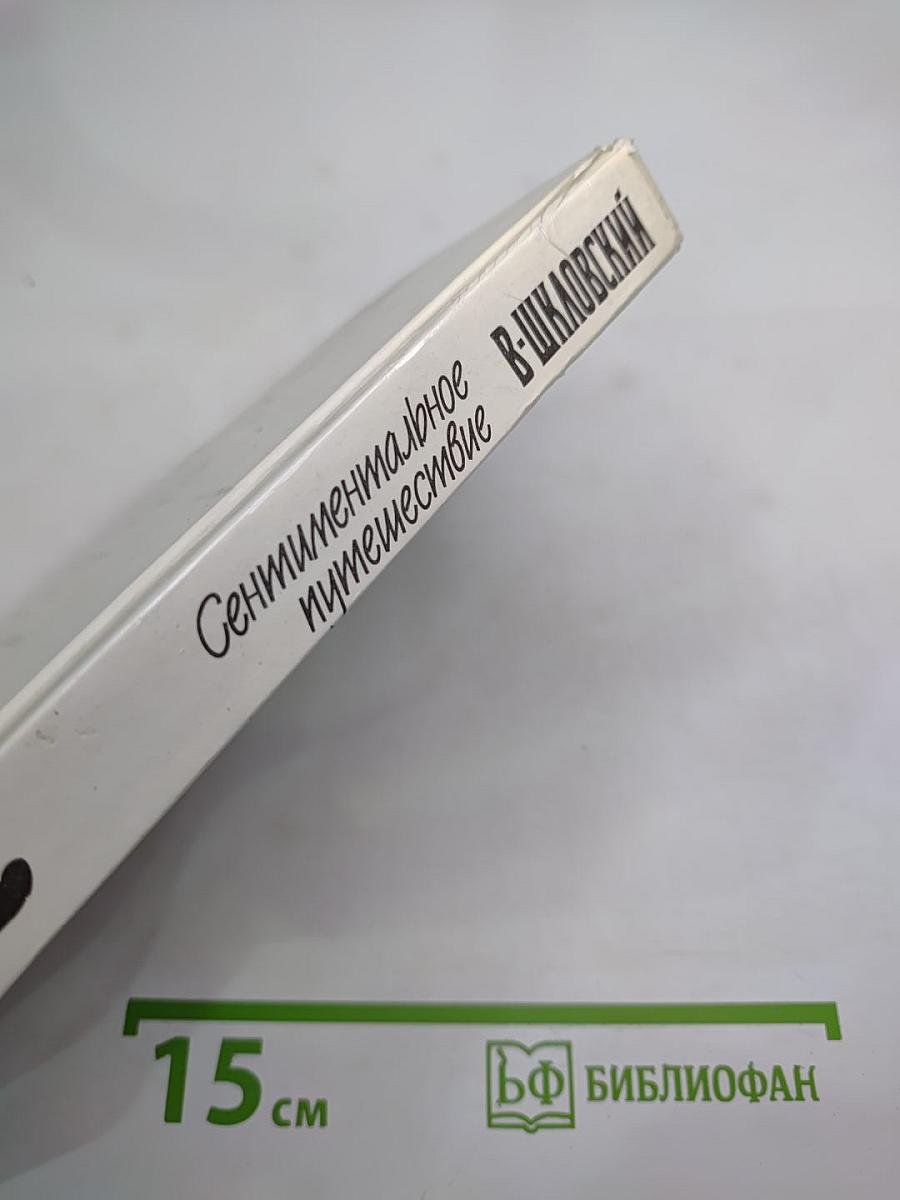 В·ШКЛОВСКИЙ
Сентиментальное
путешествие
15 см
БФ БИБЛИОФАН